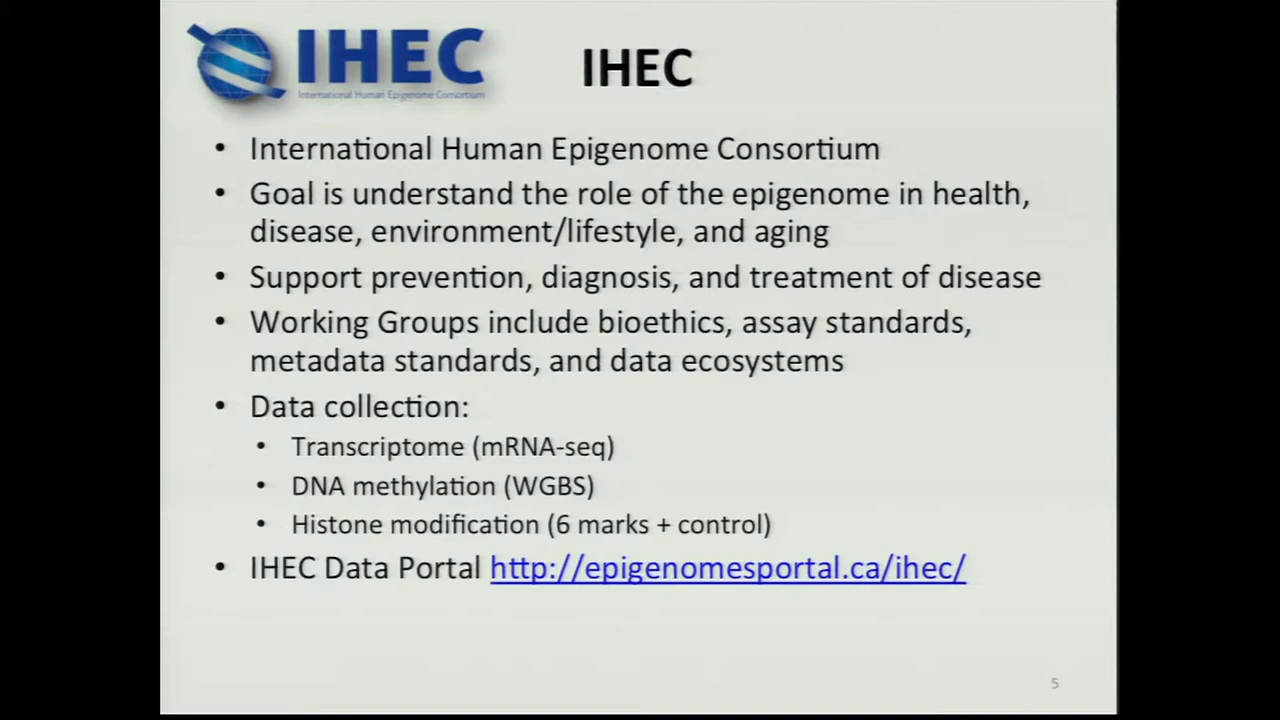 IHEC
International Human Epigenome Consortium
IHEC
• International Human Epigenome Consortium
• Goal is understand the role of the epigenome in health,
disease, environment/lifestyle, and aging
• Support prevention, diagnosis, and treatment of disease
• Working Groups include bioethics, assay standards,
metadata standards, and data ecosystems
• Data collection:
• Transcriptome (mRNA-seq)
• DNA methylation (WGBS)
• Histone modification (6 marks + control)
• IHEC Data Portal http://epigenomesportal.ca/ihec/
5